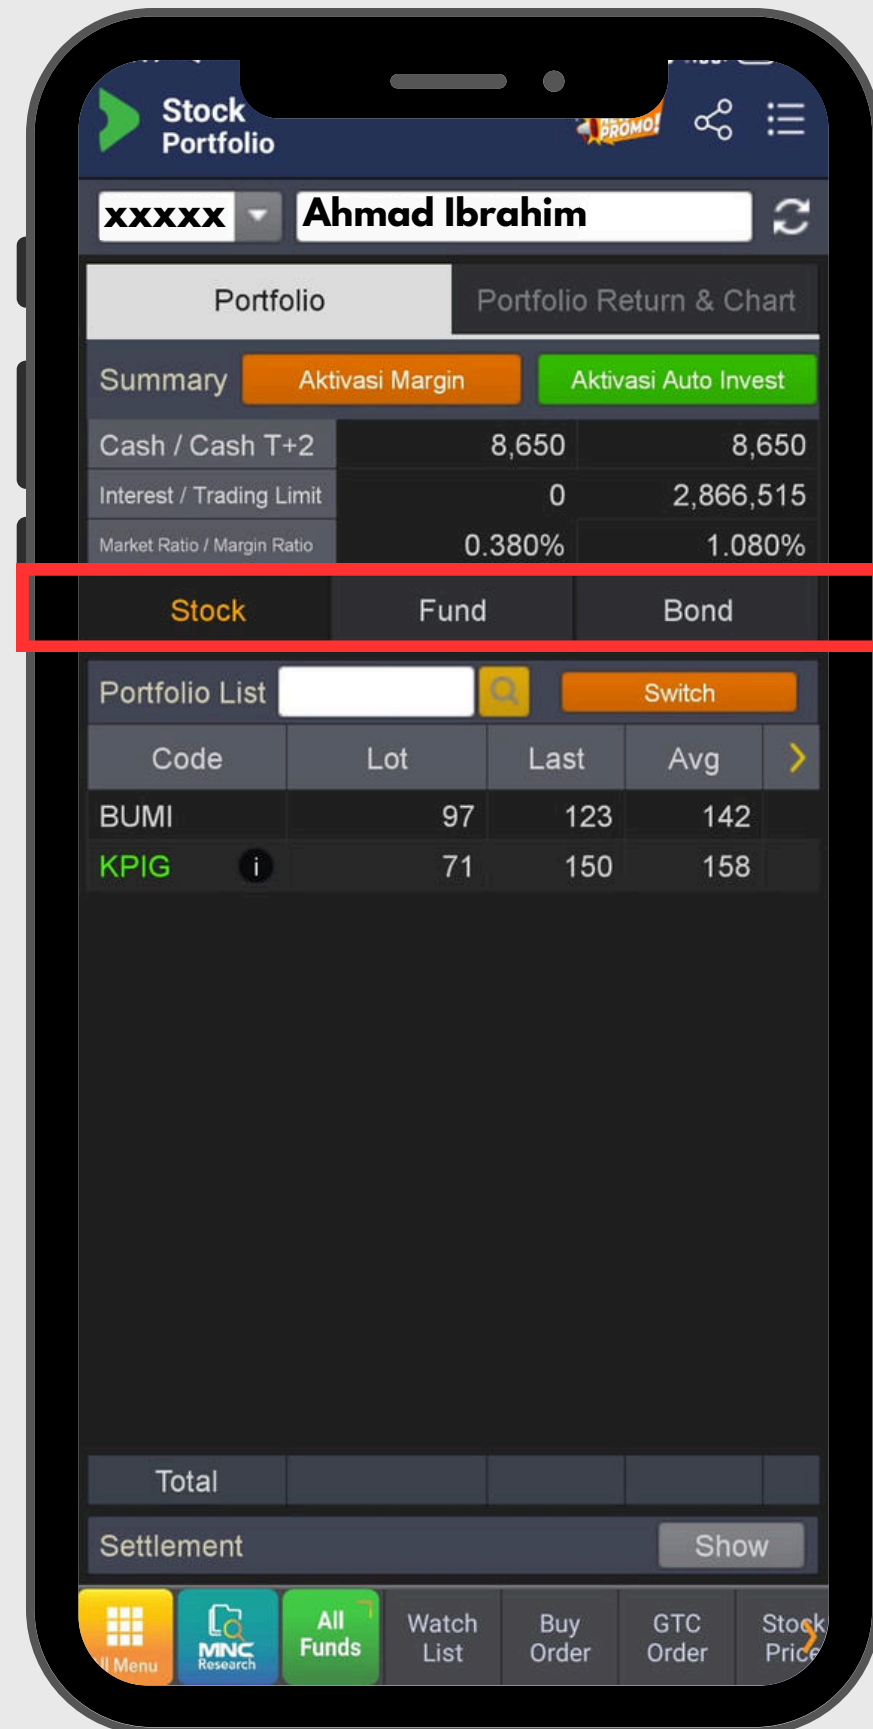 Stock
Portfolio
PROMO!
xxxxx Ahmad Ibrahim
Portfolio Portfolio Return & Chart
Summary Aktivasi Margin Aktivasi Auto Invest
Cash / Cash T+2 8,650 8,650
Interest / Trading Limit 0 2,866,515
Market Ratio / Margin Ratio 0.380% 1.080%
Stock Fund Bond
Portfolio List Switch
Code Lot Last Avg >
BUMI 97 123 142
KPIG i 71 150 158
Total
Settlement Show
ll Menu
MNC
Research
All
Funds
Watch
List
Buy
Order
GTC
Order
Stock
Price